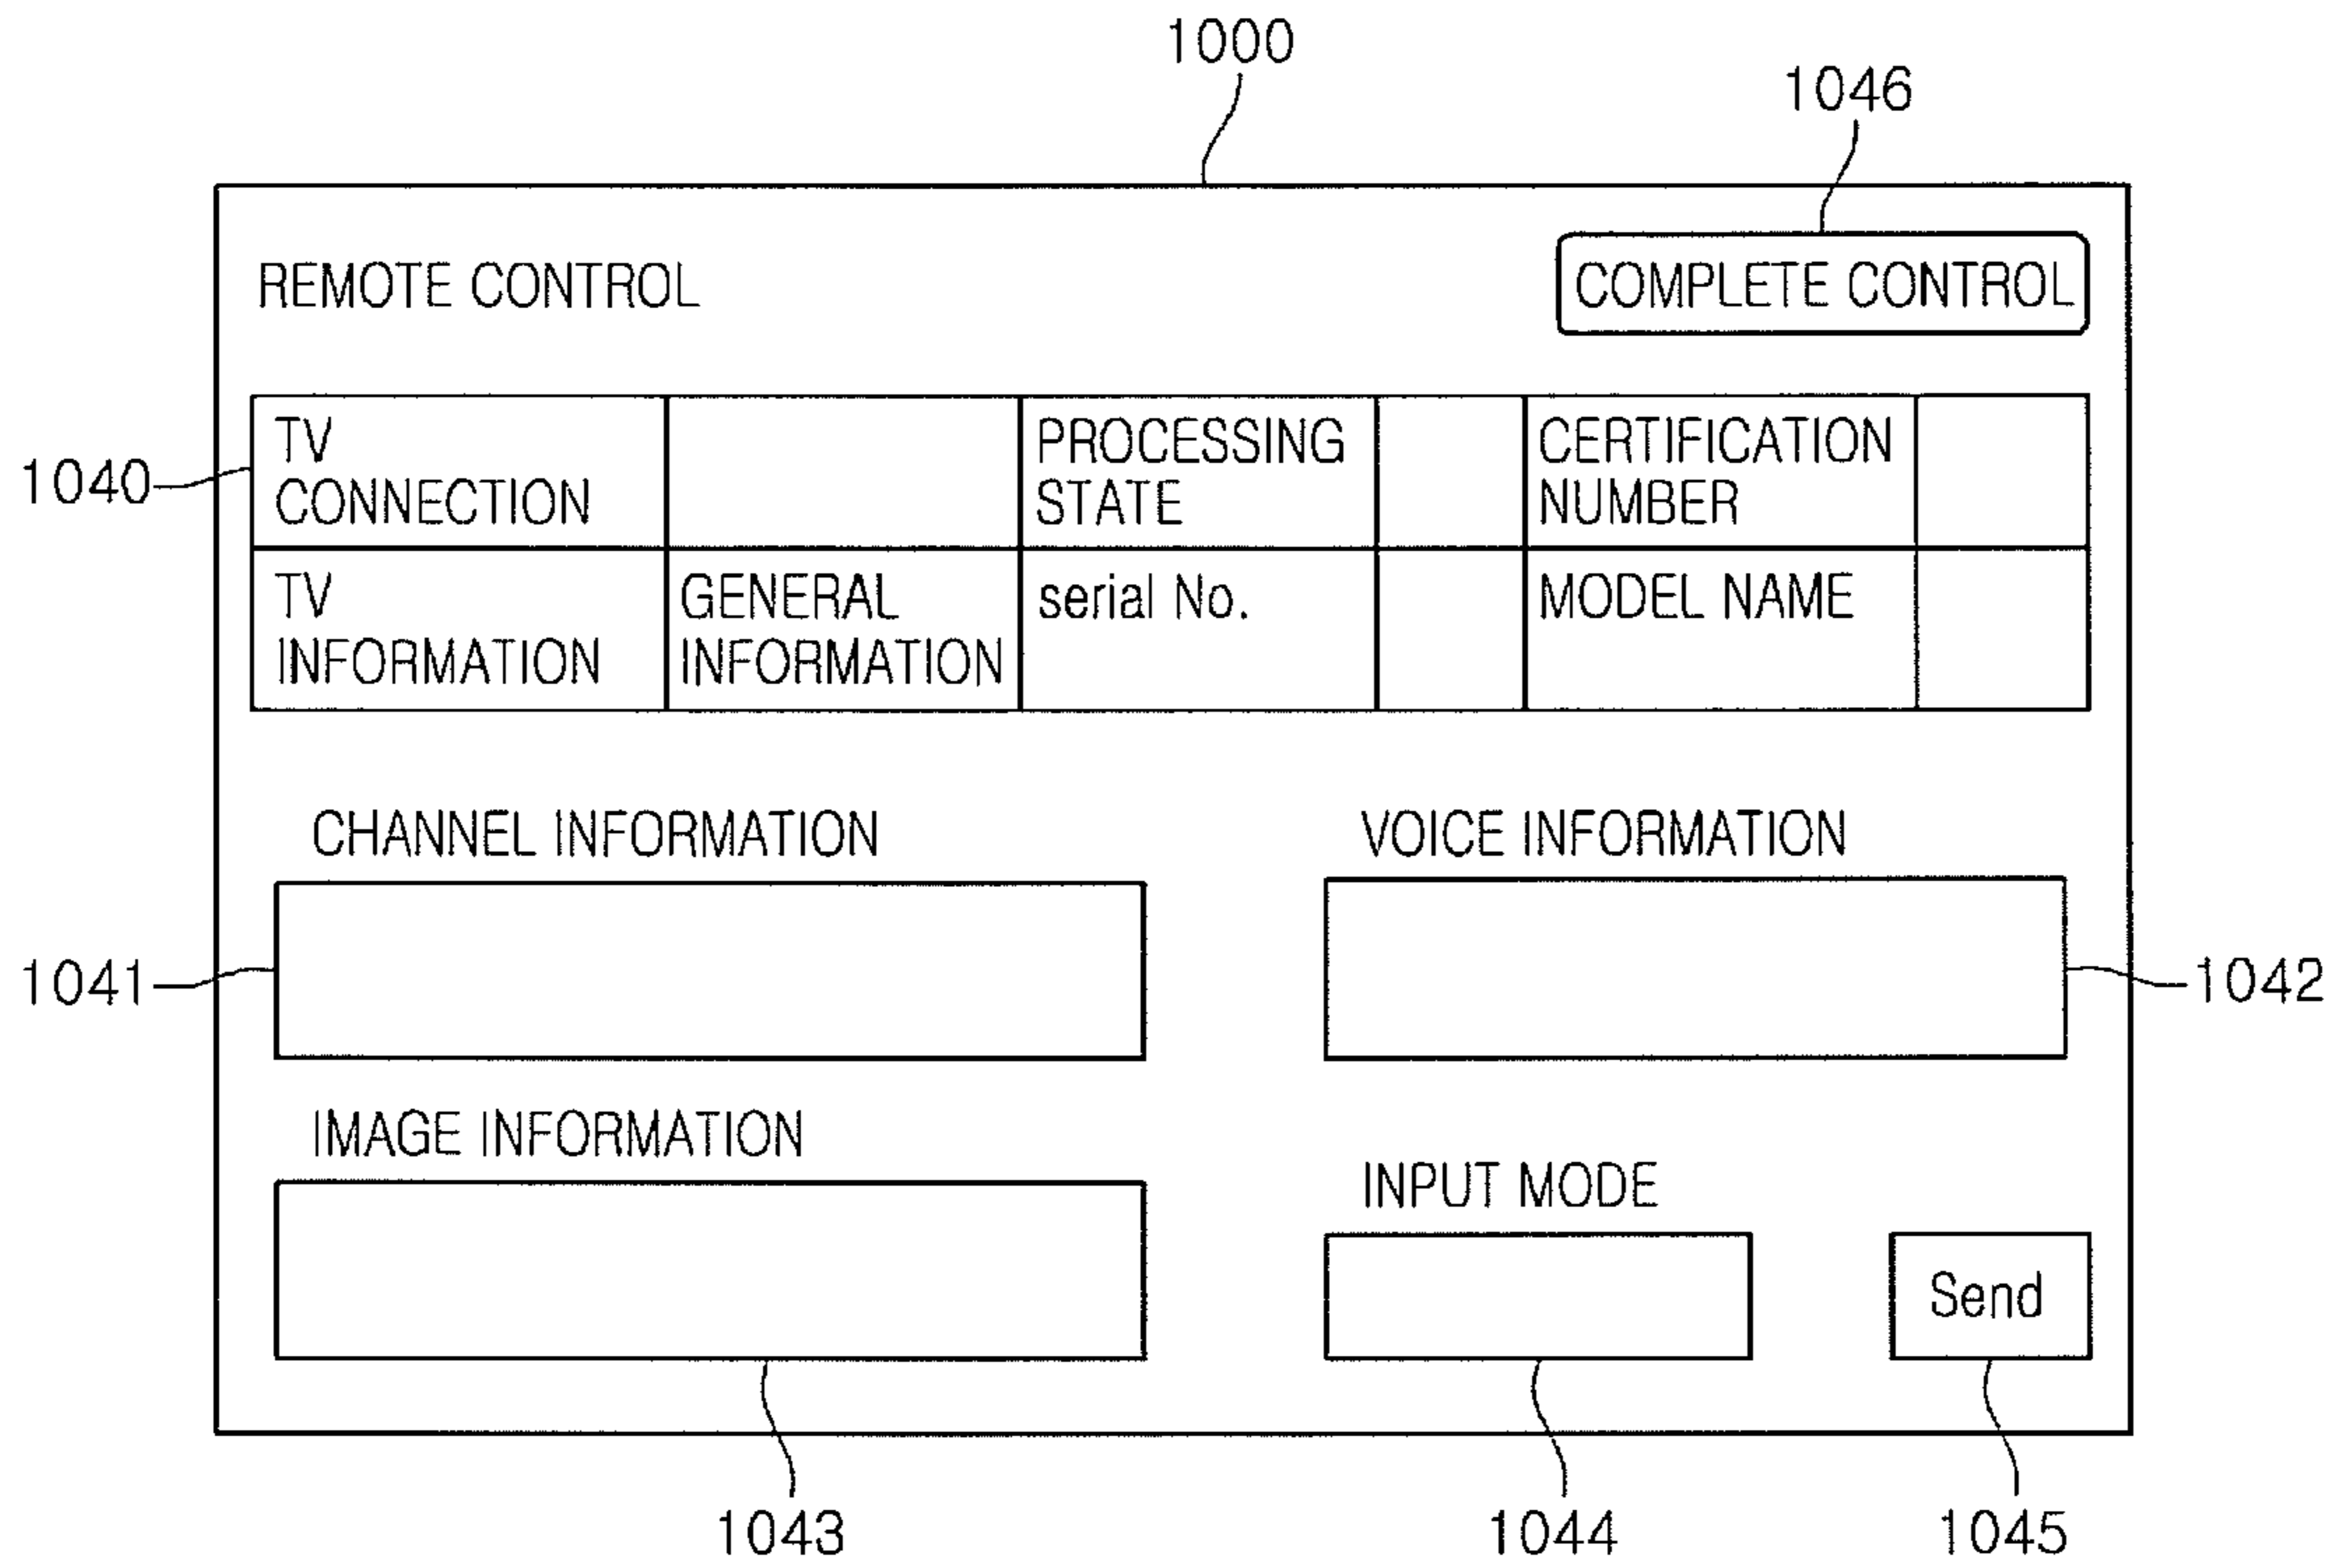 1000
1046
REMOTE CONTROL
COMPLETE CONTROL
1040
TV
CONNECTION
PROCESSING
STATE
CERTIFICATION
NUMBER
TV
INFORMATION
GENERAL
INFORMATION
serial No.
MODEL NAME
CHANNEL INFORMATION
VOICE INFORMATION
1041
1042
IMAGE INFORMATION
INPUT MODE
Send
1043
1044
1045